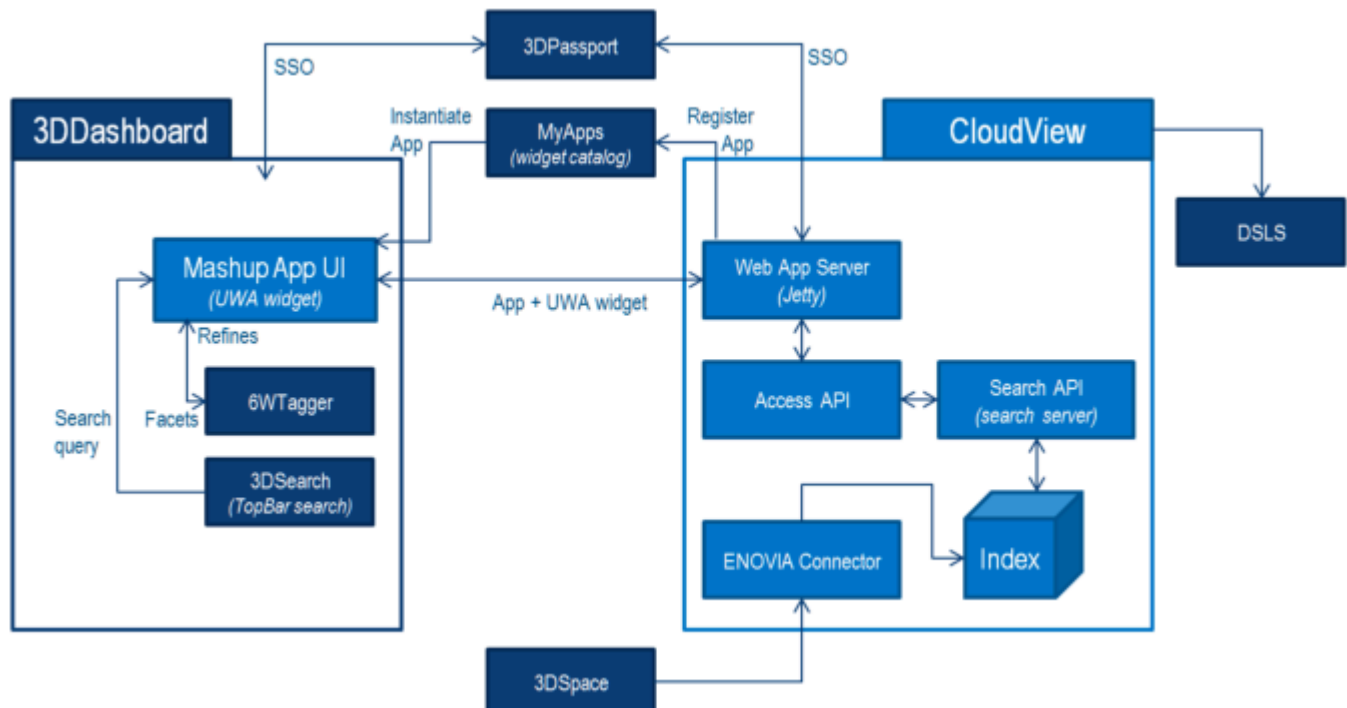 3DPassport
SSO
SSO
3DDashboard
Instantiate
App
MyApps
(widget catalog)
Register
App
CloudView
DSLS
Mashup App UI
(UWA widget)
App + UWA widget
Web App Server
(Jetty)
Refines
6WTagger
Facets
Search
query
3DSearch
(TopBar search)
Access API
Search API
(search server)
ENOVIA Connector
Index
3DSpace